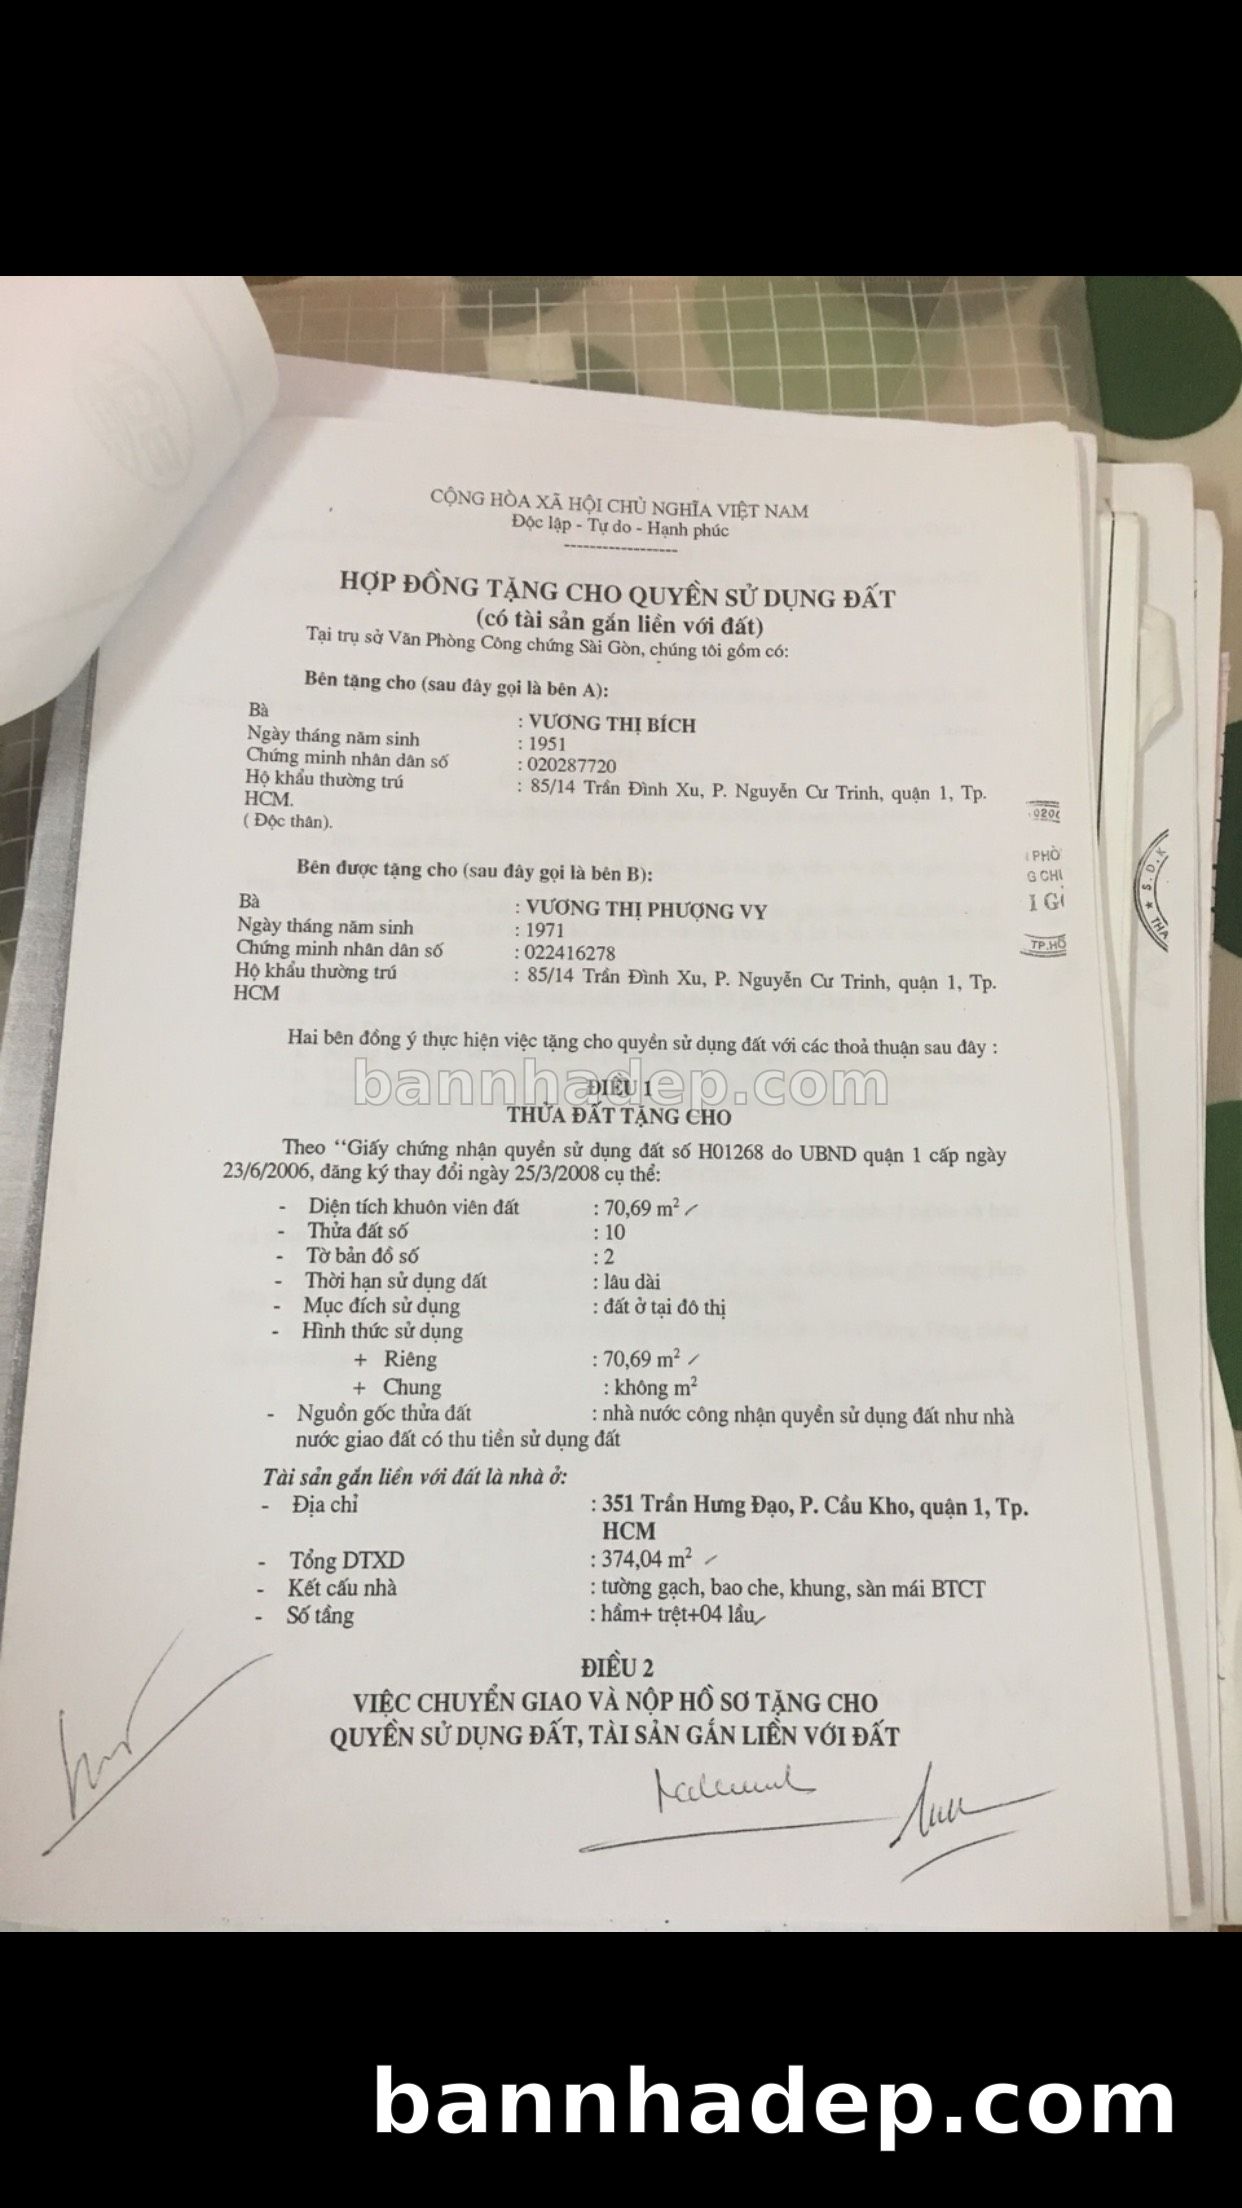 CỘNG HÒA XÃ HỘI CHỦ NGHĨA VIỆT NAM
Độc lập - Tự do - Hạnh phúc
------------------
HỢP ĐỒNG TẶNG CHO QUYỀN SỬ DỤNG ĐẤT
(có tài sản gắn liền với đất)
Tại trụ sở Văn Phòng Công chứng Sài Gòn, chúng tôi gồm có:
Bên tặng cho (sau đây gọi là bên A):
Bà : VƯƠNG THỊ BÍCH
Ngày tháng năm sinh : 1951
Chứng minh nhân dân số : 020287720
Hộ khẩu thường trú : 85/14 Trần Đình Xu, P. Nguyễn Cư Trinh, quận 1, Tp.
HCM.
( Độc thân).
Bên được tặng cho (sau đây gọi là bên B):
Bà : VƯƠNG THỊ PHƯỢNG VY
Ngày tháng năm sinh : 1971
Chứng minh nhân dân số : 022416278
Hộ khẩu thường trú : 85/14 Trần Đình Xu, P. Nguyễn Cư Trinh, quận 1, Tp.
HCM
020
PHÒ
G CHỨ
I G
TP.HỒ
★ S.D.K
THA
Hai bên đồng ý thực hiện việc tặng cho quyền sử dụng đất với các thoả thuận sau đây :
bannhadep.com
ĐIỀU 1
THỬA ĐẤT TẶNG CHO
Theo “Giấy chứng nhận quyền sử dụng đất số H01268 do UBND quận 1 cấp ngày
23/6/2006, đăng ký thay đổi ngày 25/3/2008 cụ thể:
- Diện tích khuôn viên đất : 70,69 m²
- Thửa đất số : 10
- Tờ bản đồ số : 2
- Thời hạn sử dụng đất : lâu dài
- Mục đích sử dụng : đất ở tại đô thị
- Hình thức sử dụng
+ Riêng : 70,69 m²
+ Chung : không m²
- Nguồn gốc thửa đất : nhà nước công nhận quyền sử dụng đất như nhà
nước giao đất có thu tiền sử dụng đất
Tài sản gắn liền với đất là nhà ở:
- Địa chỉ : 351 Trần Hưng Đạo, P. Cầu Kho, quận 1, Tp.
HCM
- Tổng DTXD : 374,04 m²
- Kết cấu nhà : tường gạch, bao che, khung, sàn mái BTCT
- Số tầng : hầm+ trệt+04 lầu
ĐIỀU 2
VIỆC CHUYỂN GIAO VÀ NỘP HỒ SƠ TẶNG CHO
QUYỀN SỬ DỤNG ĐẤT, TÀI SẢN GẮN LIỀN VỚI ĐẤT
bannhadep.com